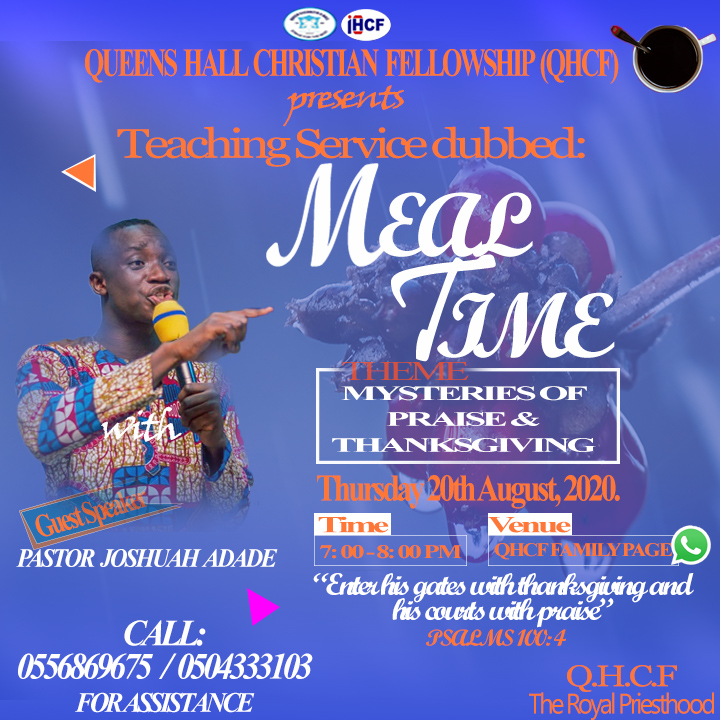 iHCF
QUEENS HALL CHRISTIAN FELLOWSHIP (QHCF)
presents
Teaching Service dubbed:
MEAL
TIME
THEME
MYSTERIES OF
PRAISE &
THANKSGIVING
with
Thursday 20th August, 2020.
Guest Speaker
Time
Venue
7: 00 - 8: 00 PM
QHCF FAMILY PAGE
PASTOR JOSHUAH ADADE
“Enter his gates with thanksgiving and
his courts with praise”
PSALMS 100:4
CALL:
0556869675 / 0504333103
FOR ASSISTANCE
Q.H.C.F
The Royal Priesthood